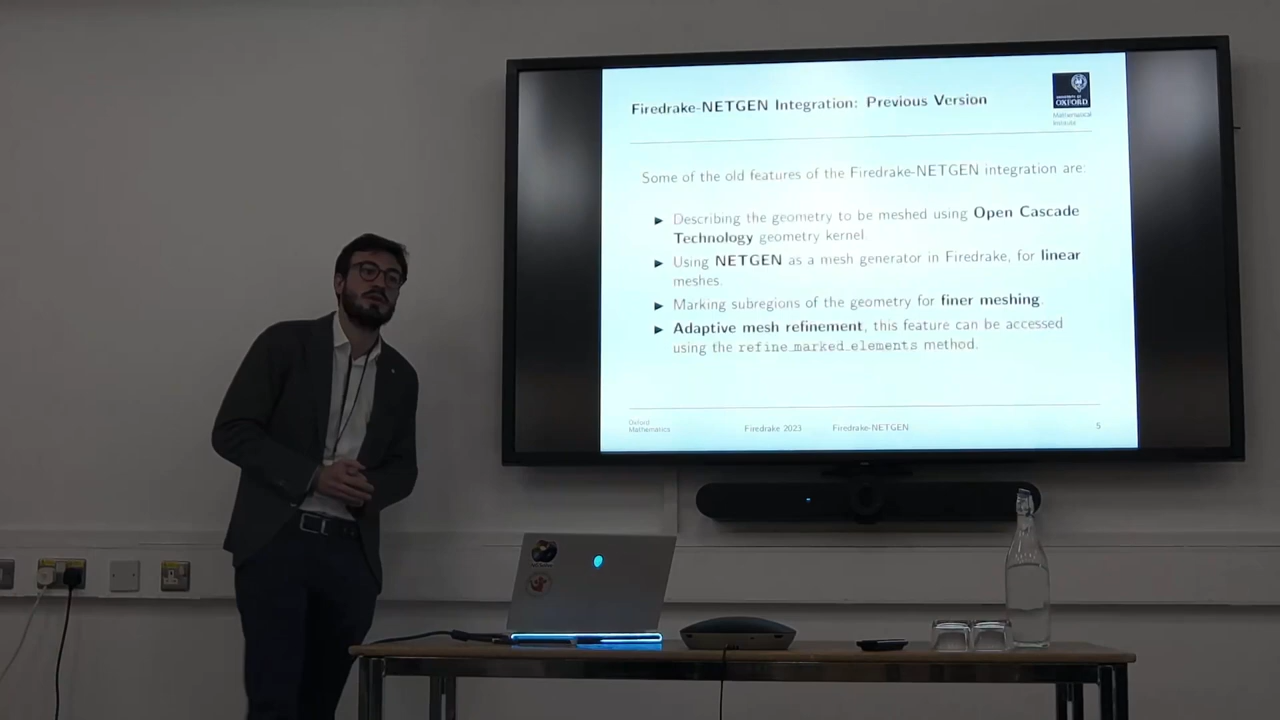 Firedrake-NETGEN Integration: Previous Version
UNIVERSITY OF
OXFORD
Mathematical
Institute
Some of the old features of the Firedrake-NETGEN integration are:
Describing the geometry to be meshed using Open Cascade
Technology geometry kernel.
Using NETGEN as a mesh generator in Firedrake, for linear
meshes.
Marking subregions of the geometry for finer meshing.
Adaptive mesh refinement, this feature can be accessed
using the refine_marked_elements method.
Oxford
Mathematics
Firedrake 2023
Firedrake-NETGEN
5